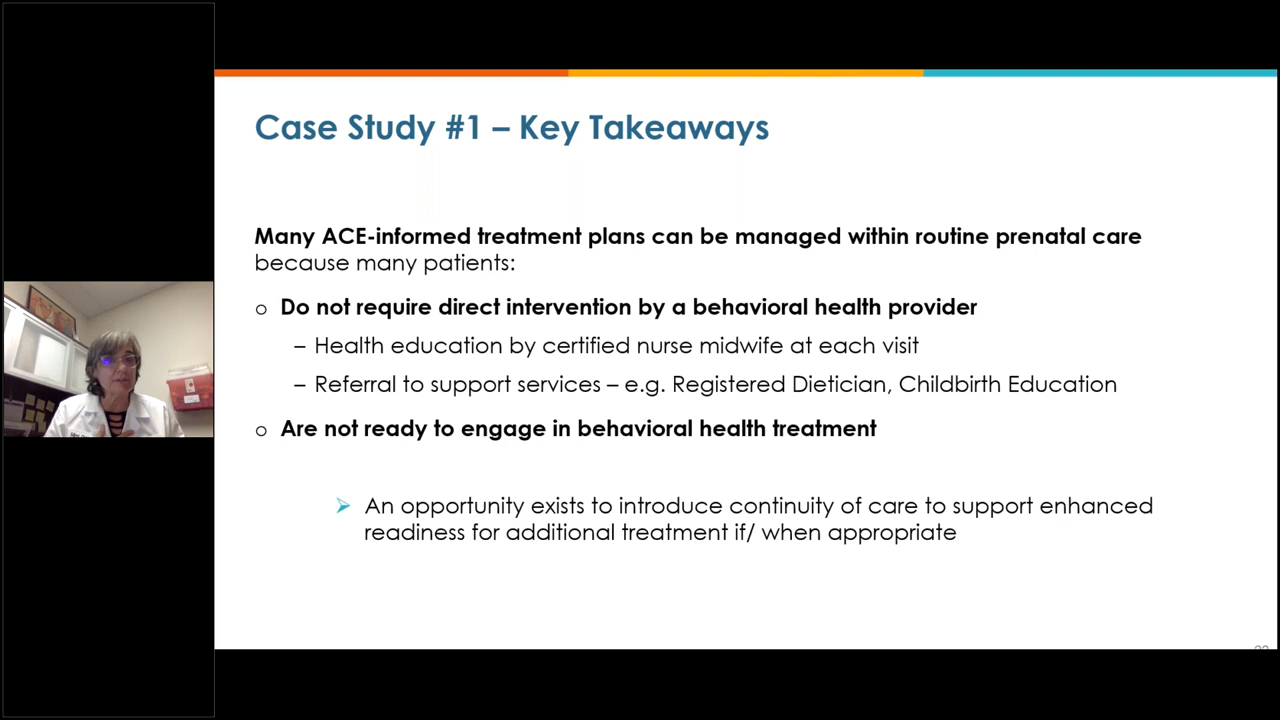 Case Study #1 – Key Takeaways
Many ACE-informed treatment plans can be managed within routine prenatal care
because many patients:
o Do not require direct intervention by a behavioral health provider
– Health education by certified nurse midwife at each visit
– Referral to support services – e.g. Registered Dietician, Childbirth Education
o Are not ready to engage in behavioral health treatment
➢ An opportunity exists to introduce continuity of care to support enhanced
readiness for additional treatment if/ when appropriate